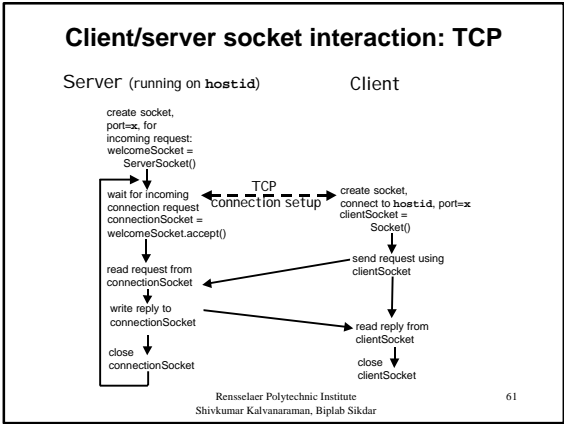 Client/server socket interaction: TCP
Server (running on hostid)
Client
create socket,
port=x, for
incoming request:
welcomeSocket =
ServerSocket()
wait for incoming
connection request
connectionSocket =
welcomeSocket.accept()
TCP
connection setup
create socket,
connect to hostid, port=x
clientSocket =
Socket()
send request using
clientSocket
read request from
connectionSocket
write reply to
connectionSocket
read reply from
clientSocket
close
connectionSocket
close
clientSocket
Rensselaer Polytechnic Institute
61
Shivkumar Kalvanaraman, Biplab Sikdar